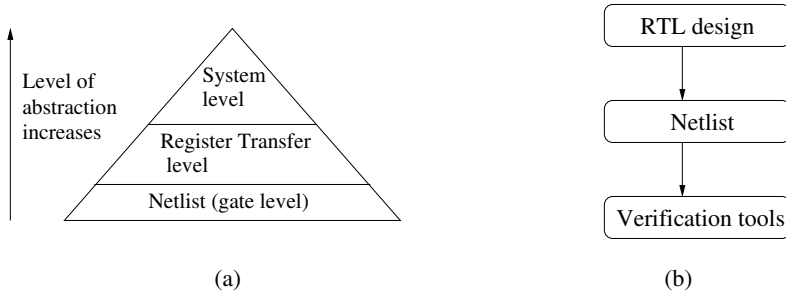 Level of
abstraction
increases
System
level
Register Transfer
level
Netlist (gate level)
(a)
RTL design
Netlist
Verification tools
(b)